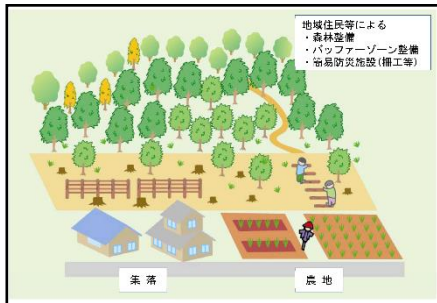 地域住民等による
・森林整備
・バッファーゾーン整備
・簡易防災施設(柵工等)
集落
農地